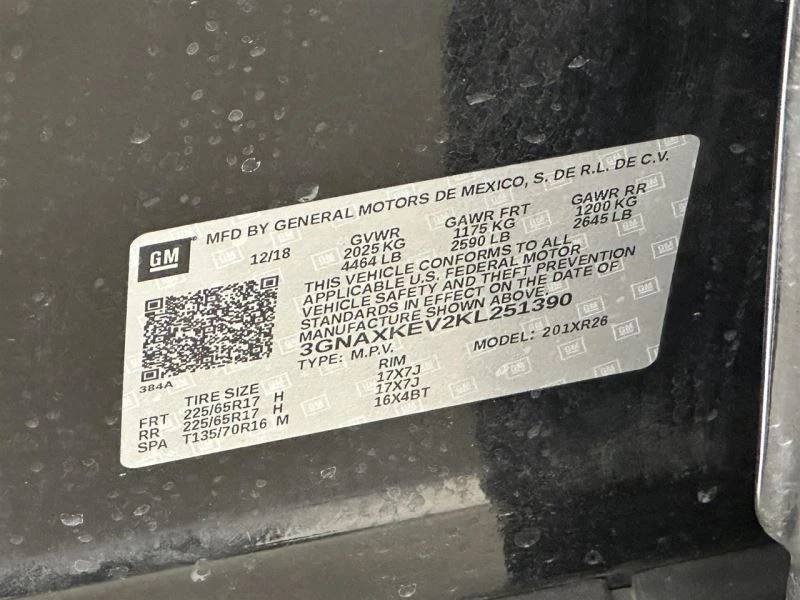 GM
MFD BY GENERAL MOTORS DE MEXICO, S. DE R.L. DE C.V.
12/18 GVWR GAWR FRT GAWR RR
2025 KG 1175 KG 1200 KG
4464 LB 2590 LB 2645 LB
THIS VEHICLE CONFORMS TO ALL
APPLICABLE U.S. FEDERAL MOTOR
VEHICLE SAFETY AND THEFT PREVENTION
STANDARDS IN EFFECT ON THE DATE OF
MANUFACTURE SHOWN ABOVE.
3GNAXKEV2KL251390
TYPE: M.P.V. MODEL: 201XR26
384A
TIRE SIZE RIM
FRT 225/65R17 H 17X7J
RR 225/65R17 H 17X7J
SPA T135/70R16 M 16X4BT